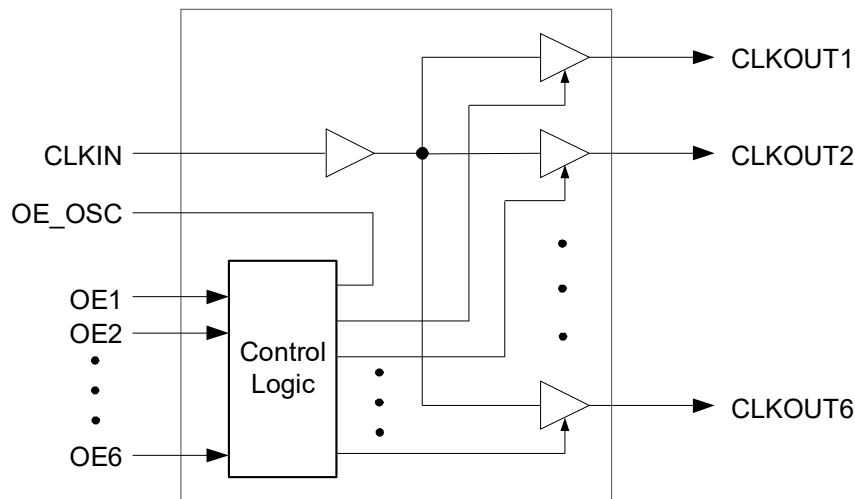 CLKOUT1
CLKIN
CLKOUT2
OE_OSC
OE1
OE2
Control
Logic
CLKOUT6
OE6